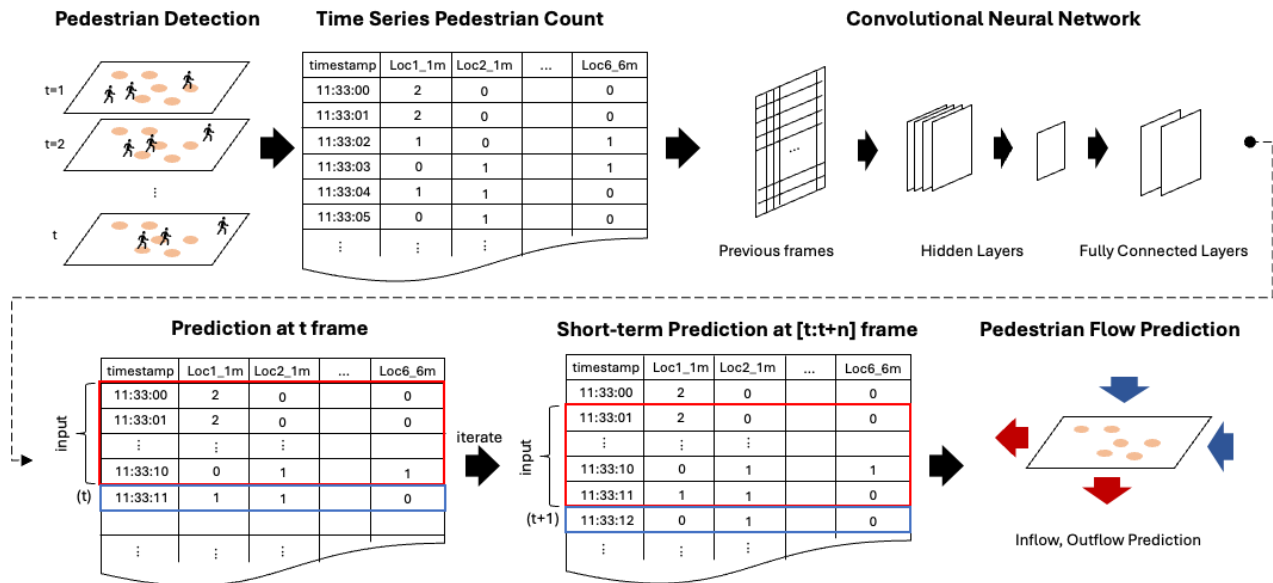 Pedestrian Detection
t=1
t=2
⋮
t
Time Series Pedestrian Count
timestamp Loc1_1m Loc2_1m ... Loc6_6m
11:33:00 2 0 0
11:33:01 2 0 0
11:33:02 1 0 1
11:33:03 0 1 1
11:33:04 1 1 0
11:33:05 0 1 0
⋮ ⋮ ⋮ ⋮
Convolutional Neural Network
...
Previous frames
Hidden Layers
Fully Connected Layers
Prediction at t frame
timestamp Loc1_1m Loc2_1m ... Loc6_6m
11:33:00 2 0 0
11:33:01 2 0 0
⋮ ⋮ ⋮
11:33:10 0 1 1
11:33:11 1 1 0
⋮ ⋮ ⋮ ⋮
input
(t)
iterate
Short-term Prediction at [t:t+n] frame
timestamp Loc1_1m Loc2_1m ... Loc6_6m
11:33:00 2 0 0
11:33:01 2 0 0
⋮ ⋮ ⋮
11:33:10 0 1 1
11:33:11 1 1 0
11:33:12 0 1 0
⋮ ⋮ ⋮ ⋮
input
(t+1)
Pedestrian Flow Prediction
Inflow, Outflow Prediction